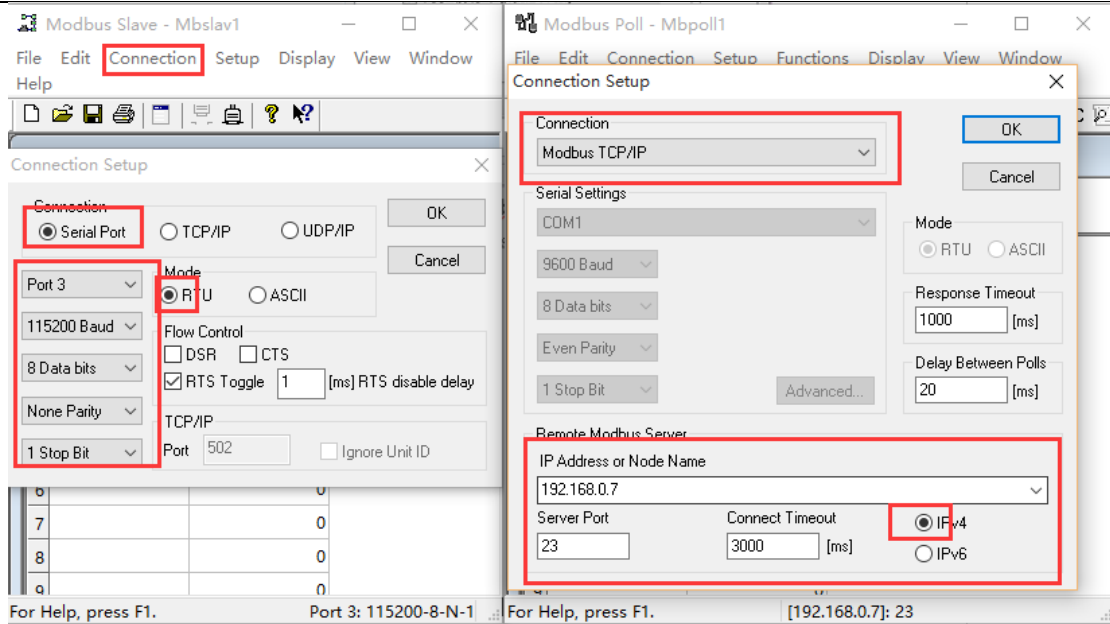 Modbus Slave - Mbslav1
File Edit Connection Setup Display View Window
Help
Connection Setup
Connection
Serial Port TCP/IP UDP/IP
OK
Cancel
Port 3
115200 Baud
8 Data bits
None Parity
1 Stop Bit
Mode
RTU ASCII
Flow Control
DSR CTS
RTS Toggle 1 [ms] RTS disable delay
TCP/IP
Port 502 Ignore Unit ID
6 0
7 0
8 0
9 0
For Help, press F1. Port 3: 115200-8-N-1
Modbus Poll - Mbpoll1
File Edit Connection Setup Functions Display View Window
Connection Setup
Connection
Modbus TCP/IP
OK
Cancel
Serial Settings
COM1
9600 Baud
8 Data bits
Even Parity
1 Stop Bit
Advanced...
Mode
RTU ASCII
Response Timeout
1000 [ms]
Delay Between Polls
20 [ms]
Remote Modbus Server
IP Address or Node Name
192.168.0.7
Server Port
23
Connect Timeout
3000 [ms]
IPv4
IPv6
For Help, press F1. [192.168.0.7]: 23